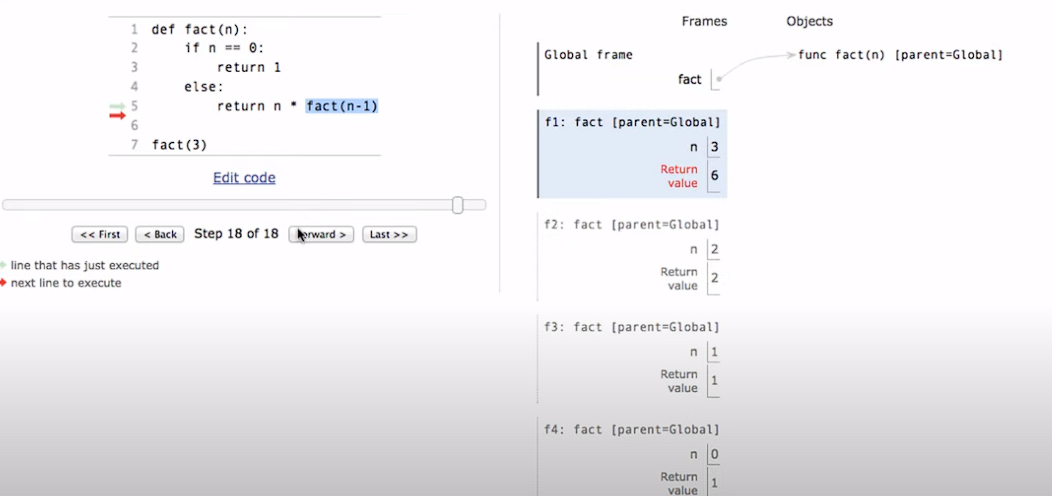 1 def fact(n):
2 if n == 0:
3 return 1
4 else:
5 return n * fact(n-1)
6
7 fact(3)
Edit code
<< First
< Back
Step 18 of 18
Last >>
line that has just executed
next line to execute
Frames
Objects
Global frame
fact
func fact(n) [parent=Global]
f1: fact [parent=Global]
n 3
Return
value 6
f2: fact [parent=Global]
n 2
Return
value 2
f3: fact [parent=Global]
n 1
Return
value 1
f4: fact [parent=Global]
n 0
Return
value 1